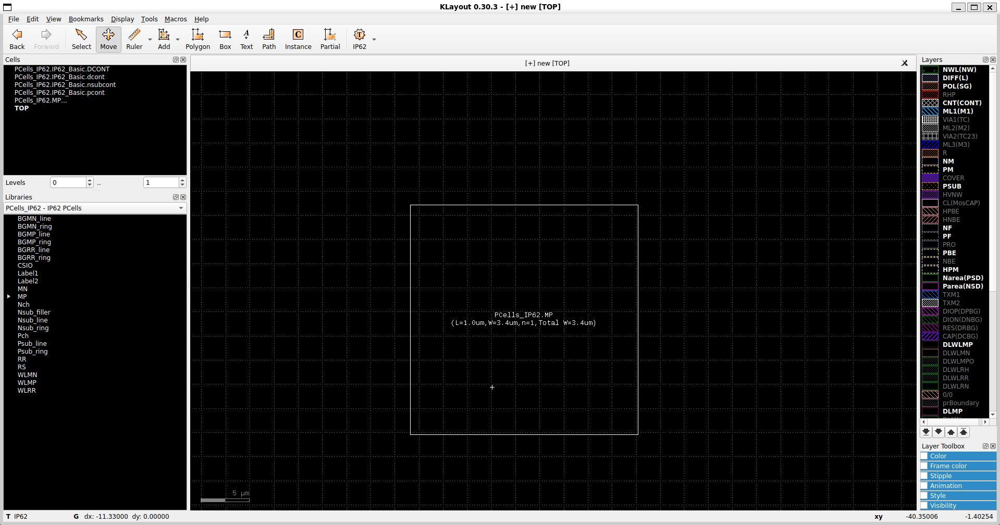 KLayout 0.30.3 - [+] new [TOP]
File Edit View Bookmarks Display Tools Macros Help
Back Forward Select Move Ruler Add Polygon Box Text Path Instance Partial IP62
Cells
PCells_IP62.IP62_Basic.DCONT
PCells_IP62.IP62_Basic.dcont
PCells_IP62.IP62_Basic.nsubcont
PCells_IP62.IP62_Basic.pcont
PCells_IP62.MP...
TOP
Levels 0 .. 1
Libraries
PCells_IP62 - IP62 PCells
BGMN_line
BGMN_ring
BGMP_line
BGMP_ring
BGRR_line
BGRR_ring
CSIO
Label1
Label2
MN
MP
Nch
Nsub_filler
Nsub_line
Nsub_ring
Pch
Psub_line
Psub_ring
RR
RS
WLMN
WLMP
WLRR
[+] new [TOP]
PCells_IP62.MP
(L=1.0um,W=3.4um,n=1,Total W=3.4um)
5 µm
Layers
NWL(NW)
DIFF(L)
POL(SG)
RHP
CNT(CONT)
ML1(M1)
VIA1(TC)
ML2(M2)
VIA2(TC23)
ML3(M3)
R
NM
PM
COVER
PSUB
HVNW
CL(MosCAP)
HPBE
HNBE
NF
PF
PRO
PBE
NBE
HPM
Narea(PSD)
Parea(NSD)
TXM1
TXM2
DIOP(DPBG)
DION(DNBG)
RES(DRBG)
CAP(DCBG)
DLWLMP
DLWLMN
DLWLMPO
DLWLRH
DLWLRR
DLWLRN
0/0
prBoundary
DLMP
Layer Toolbox
Color
Frame color
Stipple
Animation
Style
Visibility
T IP62 G dx: -11.33000 dy: 0.00000 xy -40.35006 -1.40254